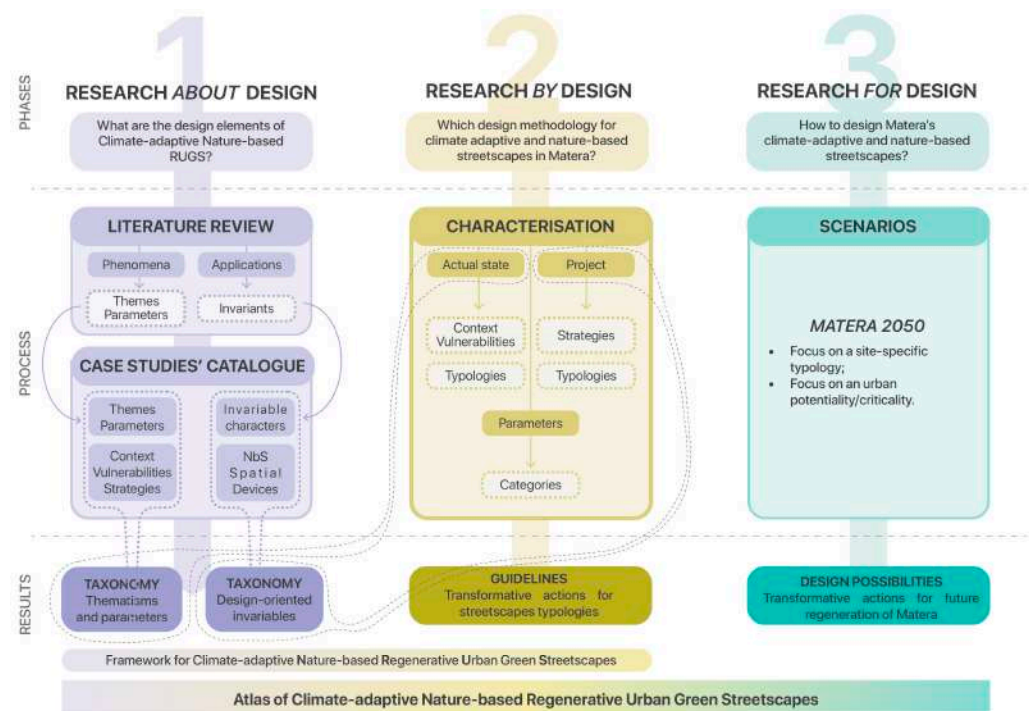 1
2
3
PHASES
RESEARCH ABOUT DESIGN
What are the design elements of
Climate-adaptive Nature-based
RUGS?
RESEARCH BY DESIGN
Which design methodology for
climate adaptive and nature-based
streetscapes in Matera?
RESEARCH FOR DESIGN
How to design Matera's
climate-adaptive and nature-based
streetscapes?
PROCESS
LITERATURE REVIEW
Phenomena
Applications
Themes
Parameters
Invariants
CASE STUDIES' CATALOGUE
Themes
Parameters
Invariable
characters
Context
Vulnerabilities
Strategies
NbS
Spatial
Devices
CHARACTERISATION
Actual state
Project
Context
Vulnerabilities
Strategies
Typologies
Typologies
Parameters
Categories
SCENARIOS
MATERA 2050
• Focus on a site-specific
typology;
• Focus on an urban
potentiality/criticality.
RESULTS
TAXONOMY
Thematisms
and parameters
TAXONOMY
Design-oriented
invariables
GUIDELINES
Transformative actions for
streetscapes typologies
DESIGN POSSIBILITIES
Transformative actions for future
regeneration of Matera
Framework for Climate-adaptive Nature-based Regenerative Urban Green Streetscapes
Atlas of Climate-adaptive Nature-based Regenerative Urban Green Streetscapes